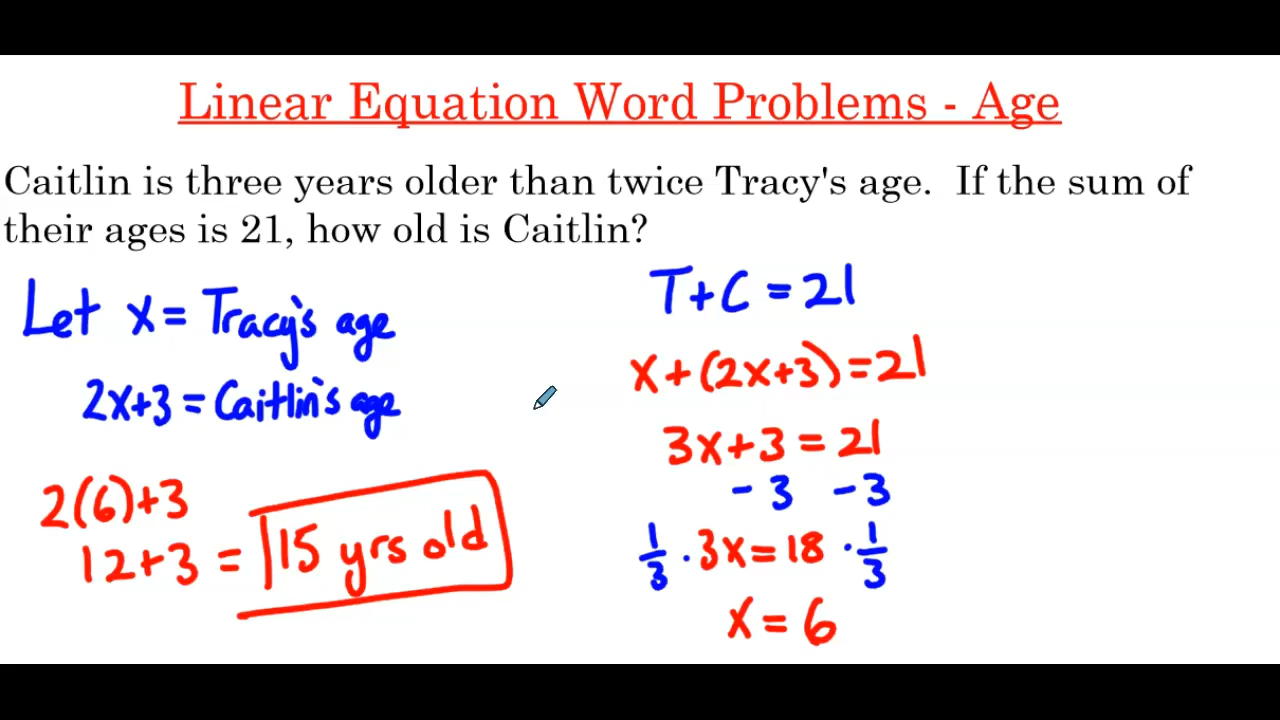 Linear Equation Word Problems - Age
Caitlin is three years older than twice Tracy's age. If the sum of
their ages is 21, how old is Caitlin?
Let x = Tracy's age
2x+3 = Caitlin's age
2(6)+3
12+3 = 15 yrs old
T+C = 21
x+(2x+3)=21
3x+3 = 21
-3 -3
1/3 · 3x = 18 · 1/3
x = 6